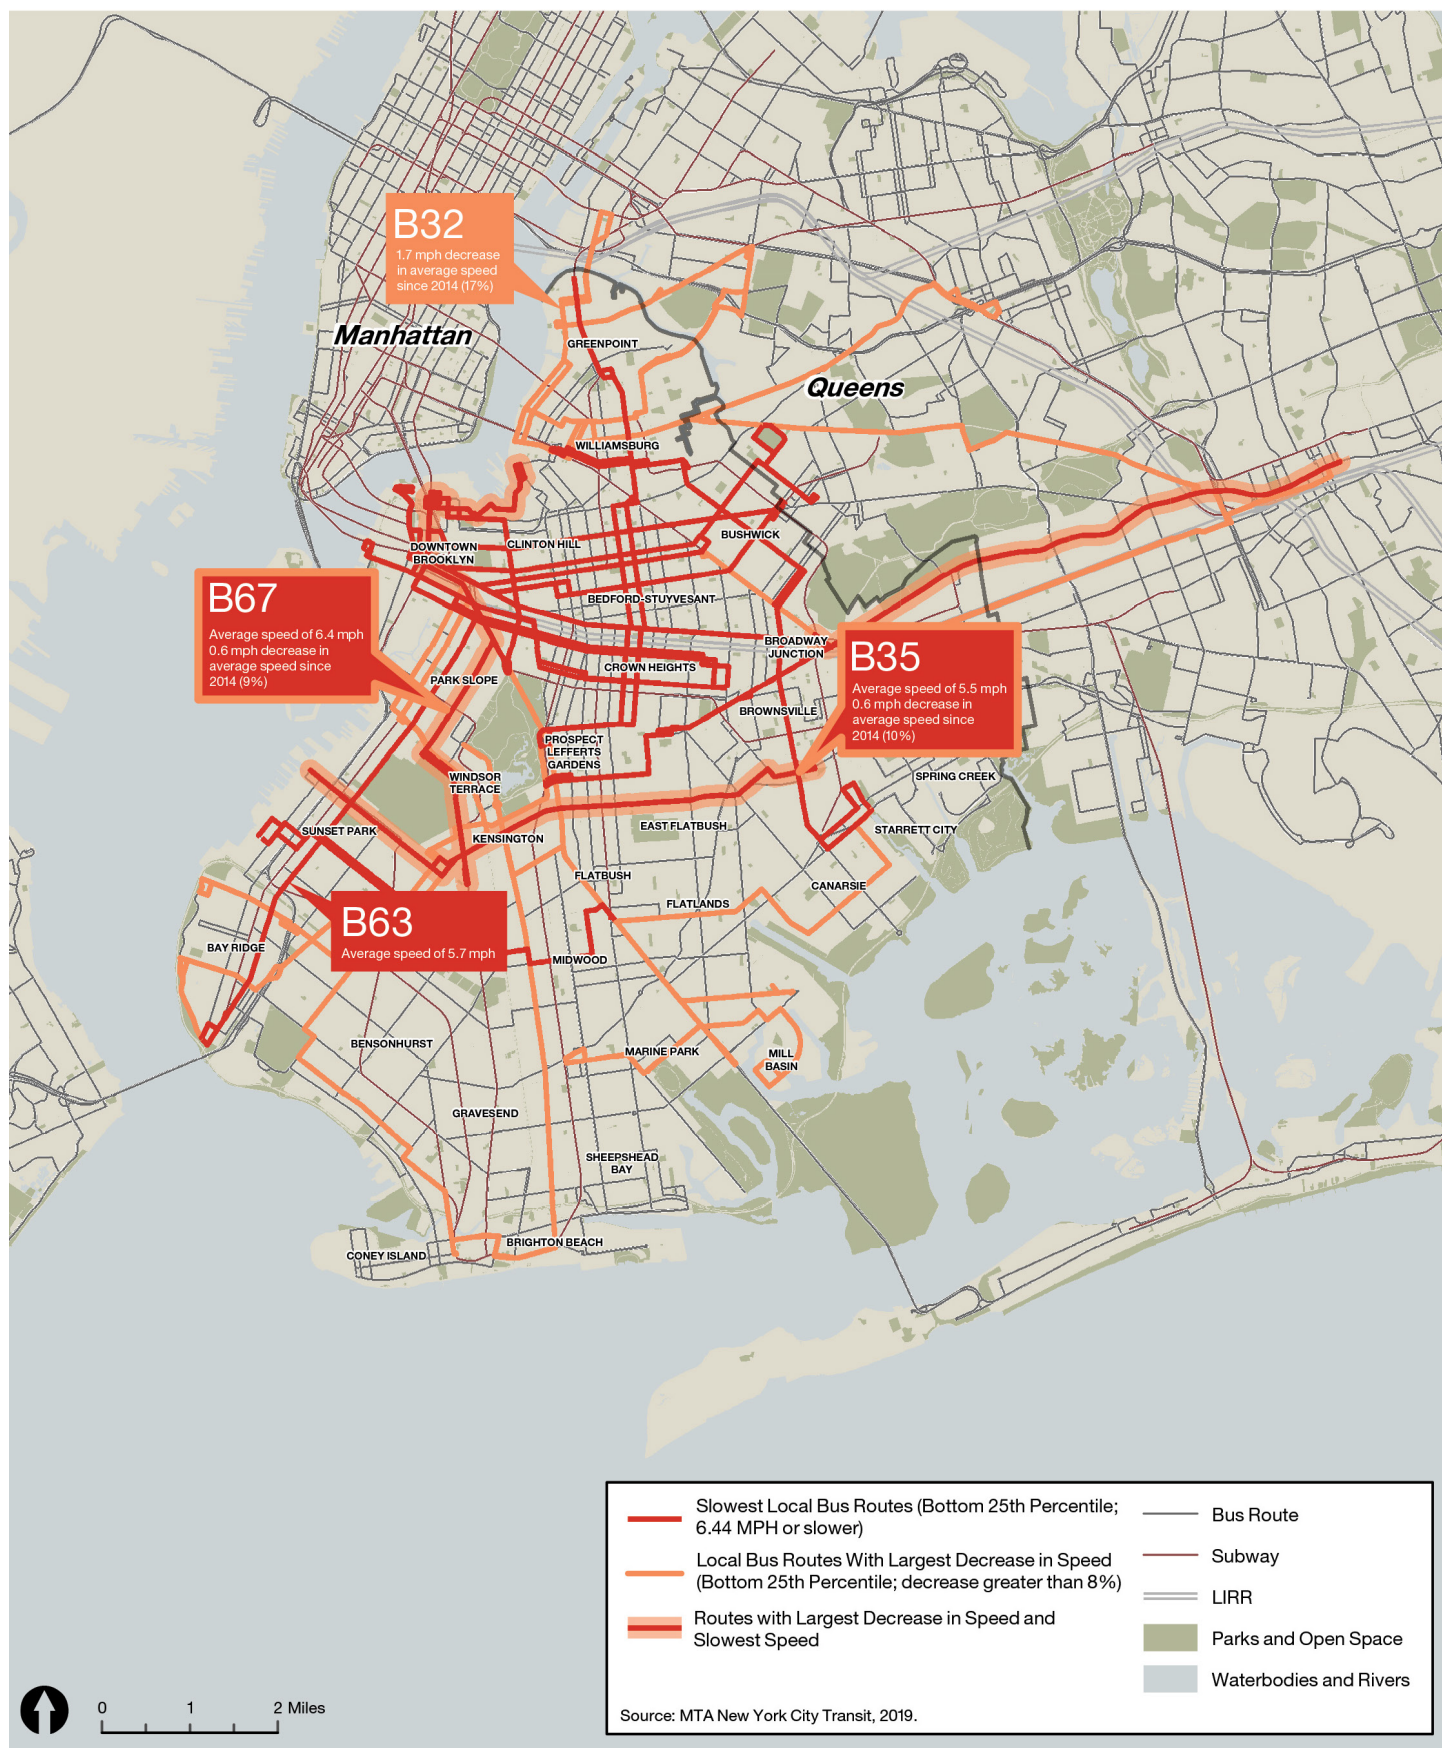 B32
1.7 mph decrease
in average speed
since 2014 (17%)
Manhattan
GREENPOINT
Queens
WILLIAMSBURG
BUSHWICK
DOWNTOWN
BROOKLYN
CLINTON HILL
B67
Average speed of 6.4 mph
0.6 mph decrease in
average speed since
2014 (9%)
BEDFORD-STUYVESANT
BROADWAY
JUNCTION
B35
Average speed of 5.5 mph
0.6 mph decrease in
average speed since
2014 (10%)
CROWN HEIGHTS
PARK SLOPE
BROWNSVILLE
PROSPECT
LEFFERTS
GARDENS
WINDSOR
TERRACE
SPRING CREEK
SUNSET PARK
KENSINGTON
EAST FLATBUSH
STARRETT CITY
FLATBUSH
CANARSIE
FLATLANDS
B63
Average speed of 5.7 mph
BAY RIDGE
MIDWOOD
BENSONHURST
MARINE PARK
MILL
BASIN
GRAVESEND
SHEEPSHEAD
BAY
BRIGHTON BEACH
CONEY ISLAND
Slowest Local Bus Routes (Bottom 25th Percentile;
6.44 MPH or slower)
Local Bus Routes With Largest Decrease in Speed
(Bottom 25th Percentile; decrease greater than 8%)
Routes with Largest Decrease in Speed and
Slowest Speed
Bus Route
Subway
LIRR
Parks and Open Space
Waterbodies and Rivers
Source: MTA New York City Transit, 2019.
0 1 2 Miles